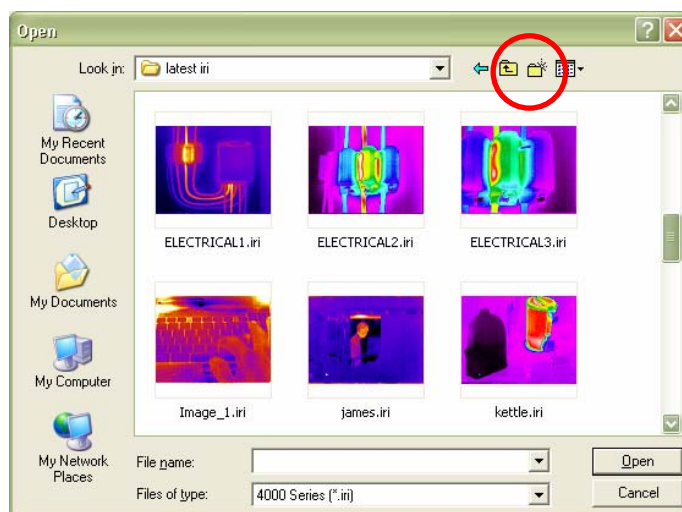 Open
Look in:
latest iri
My Recent
Documents
Desktop
My Documents
My Computer
My Network
Places
ELECTRICAL1.iri
ELECTRICAL2.iri
ELECTRICAL3.iri
Image_1.iri
james.iri
kettle.iri
File name:
Open
Files of type:
4000 Series (*.iri)
Cancel